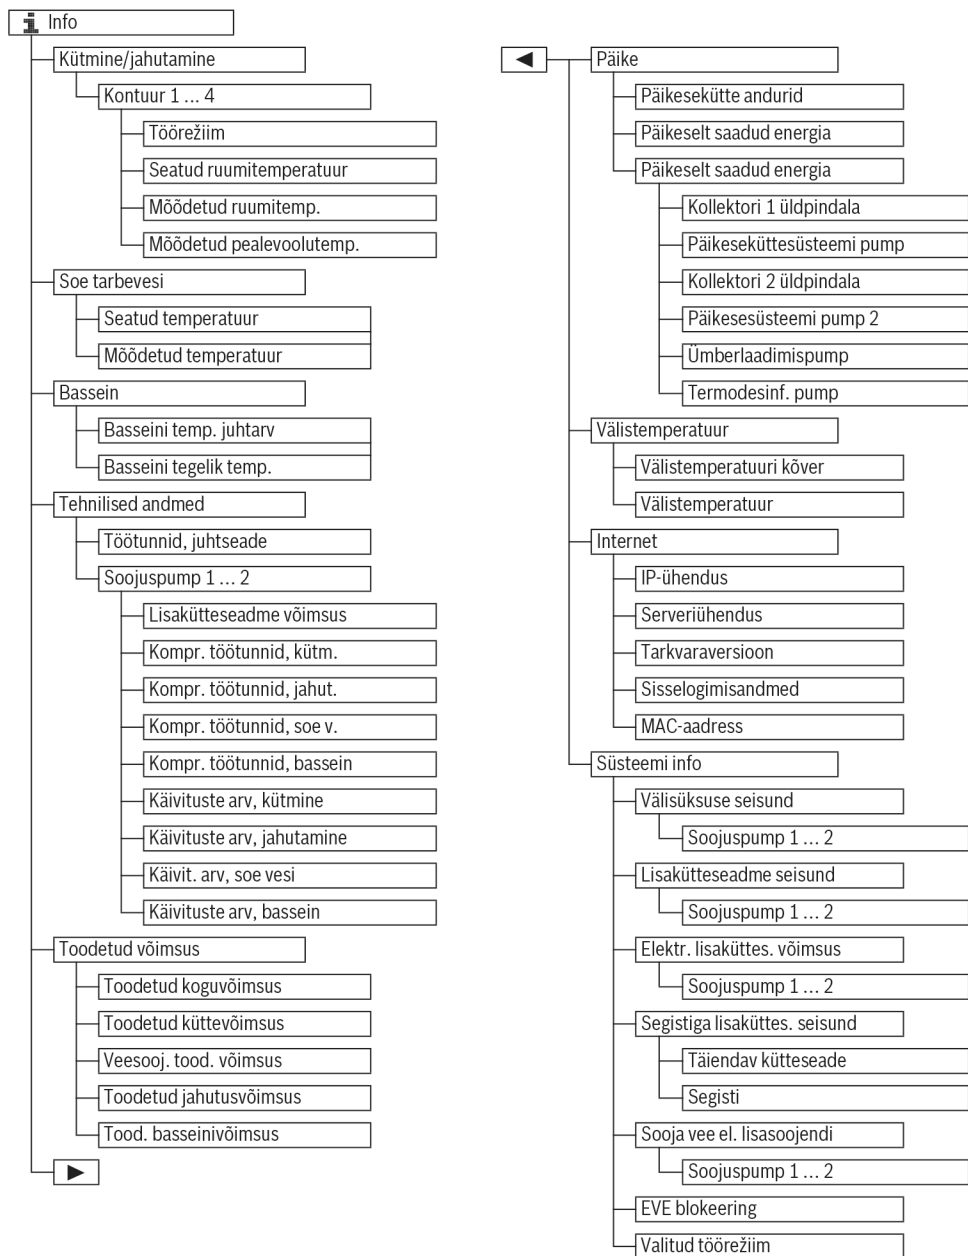 Info
Kütmine/jahutamine
Kontuur 1 ... 4
Töörežiim
Seatud ruumitemperatuur
Mõõdetud ruumitemp.
Mõõdetud pealevoolutemp.
Soe tarbevesi
Seatud temperatuur
Mõõdetud temperatuur
Bassein
Basseini temp. juhtarv
Basseini tegelik temp.
Tehnilised andmed
Töötunnid, juhtseade
Soojuspump 1 ... 2
Lisakütteseadme võimsus
Kompr. töötunnid, kütm.
Kompr. töötunnid, jahut.
Kompr. töötunnid, soe v.
Kompr. töötunnid, bassein
Käivituste arv, kütmine
Käivituste arv, jahutamine
Käivit. arv, soe vesi
Käivituste arv, bassein
Toodetud võimsus
Toodetud koguvõimsus
Toodetud küttevõimsus
Veesooj. tood. võimsus
Toodetud jahutusvõimsus
Tood. basseinivõimsus
Päike
Päikesekütte andurid
Päikeselt saadud energia
Päikeselt saadud energia
Kollektori 1 üldpindala
Päikeseküttesüsteemi pump
Kollektori 2 üldpindala
Päikesesüsteemi pump 2
Ümberlaadimispump
Termodesinf. pump
Välistemperatuur
Välistemperatuuri kõver
Välistemperatuur
Internet
IP-ühendus
Serveriühendus
Tarkvaraversioon
Sisselogimisandmed
MAC-aadress
Süsteemi info
Välisüksuse seisund
Soojuspump 1 ... 2
Lisakütteseadme seisund
Soojuspump 1 ... 2
Elektr. lisaküttes. võimsus
Soojuspump 1 ... 2
Segistiga lisaküttes. seisund
Täiendav kütteseade
Segisti
Sooja vee el. lisasoojendi
Soojuspump 1 ... 2
EVE blokeering
Valitud töörežiim